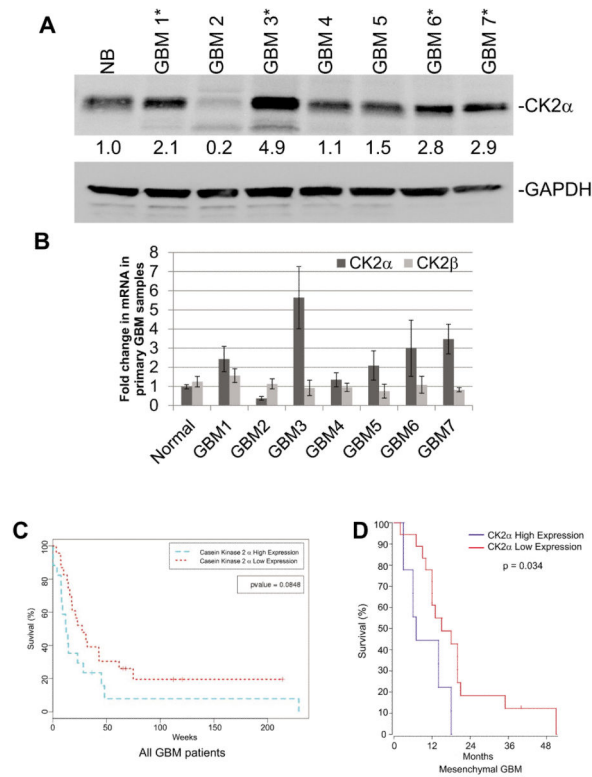 A
NB
GBM 1*
GBM 2
GBM 3*
GBM 4
GBM 5
GBM 6*
GBM 7*
-CK2α
1.0 2.1 0.2 4.9 1.1 1.5 2.8 2.9
-GAPDH
B
Fold change in mRNA in
primary GBM samples
8
7
6
5
4
3
2
1
0
CK2α CK2β
Normal
GBM1
GBM2
GBM3
GBM4
GBM5
GBM6
GBM7
C
Suvival (%)
100
80
60
40
20
0
Casein Kinase 2 α High Expression
Casein Kinase 2 α Low Expression
pvalue = 0.0848
0 50 100 150 200
Weeks
All GBM patients
D
Survival (%)
100
90
80
70
60
50
40
30
20
10
0
CK2α High Expression
CK2α Low Expression
p = 0.034
0 12 24 36 48
Months
Mesenchymal GBM